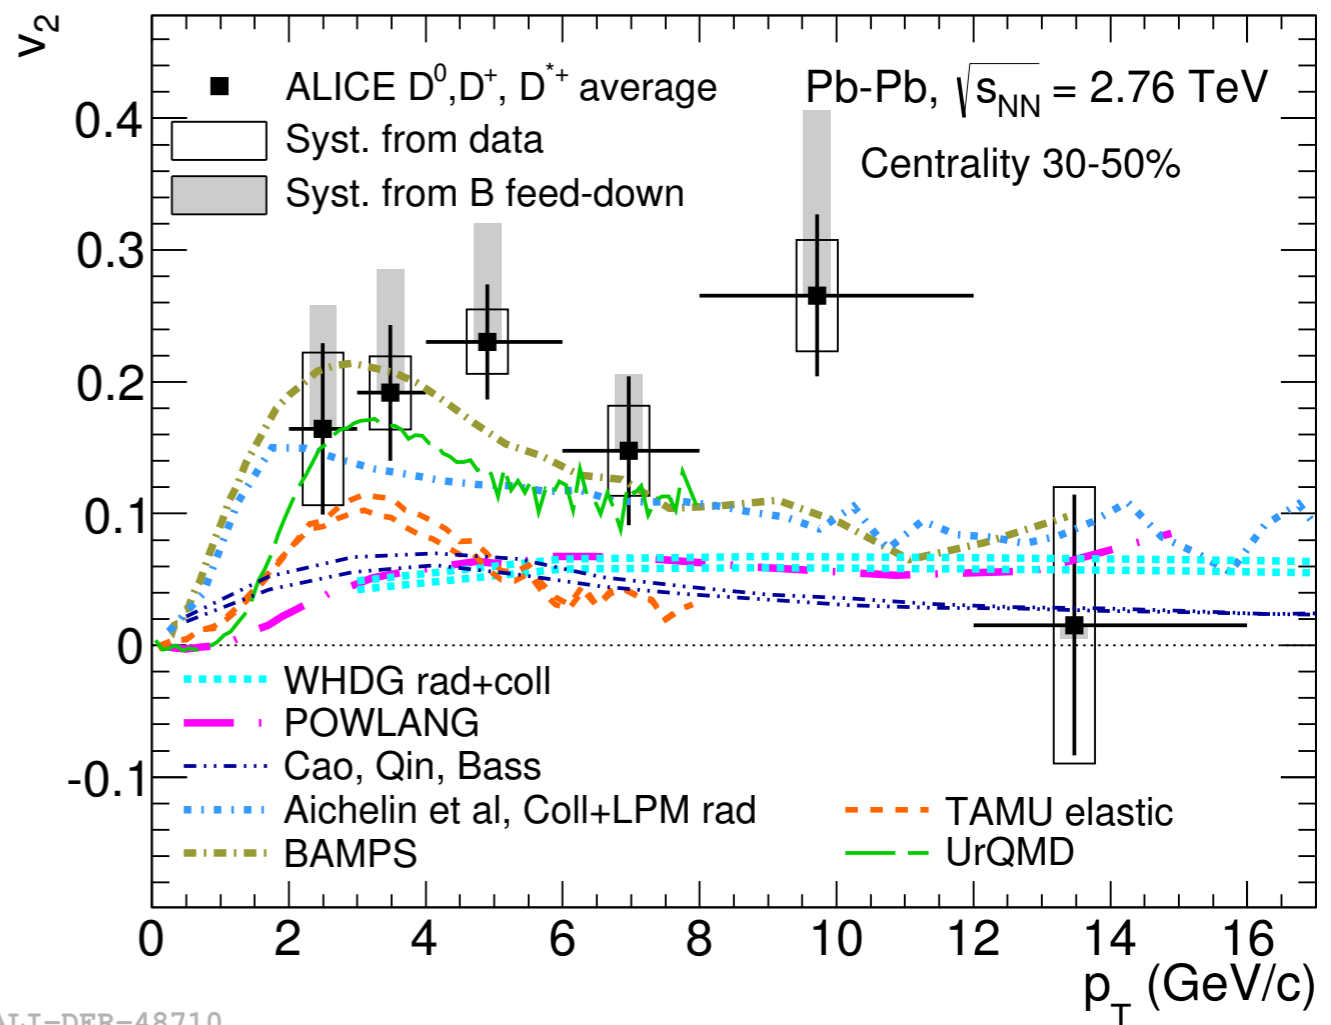 v2
ALICE D0,D+, D*+ average
Syst. from data
Syst. from B feed-down
Pb-Pb, √sNN = 2.76 TeV
Centrality 30-50%
0.4
0.3
0.2
0.1
0
-0.1
WHDG rad+coll
POWLANG
Cao, Qin, Bass
Aichelin et al, Coll+LPM rad
BAMPS
TAMU elastic
UrQMD
0 2 4 6 8 10 12 14 16
pT (GeV/c)
ALI-DER-48710